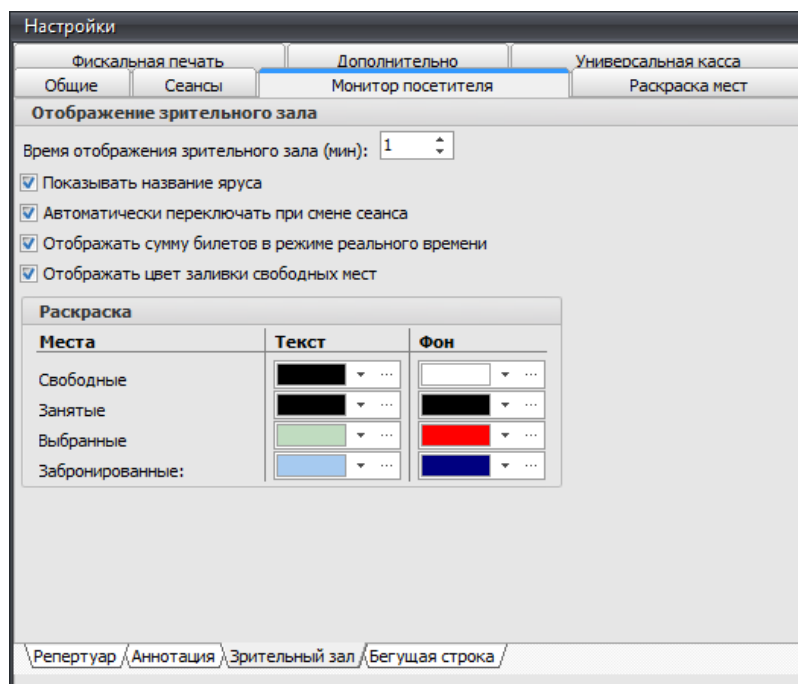 Настройки
Фискальная печать Дополнительно Универсальная касса
Общие Сеансы Монитор посетителя Раскраска мест
Отображение зрительного зала
Время отображения зрительного зала (мин): 1
Показывать название яруса
Автоматически переключать при смене сеанса
Отображать сумму билетов в режиме реального времени
Отображать цвет заливки свободных мест
Раскраска
Места Текст Фон
Свободные
Занятые
Выбранные
Забронированные:
Репертуар Аннотация Зрительный зал Бегущая строка